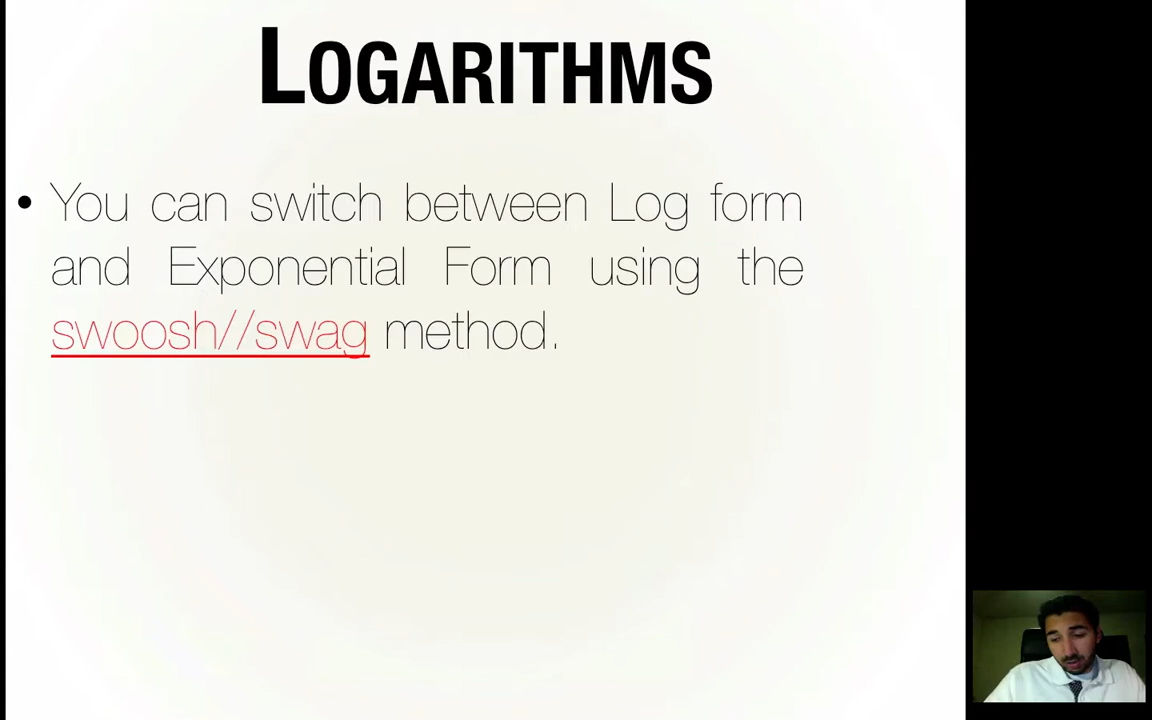 LOGARITHMS
• You can switch between Log form
and Exponential Form using the
swoosh//swag method.